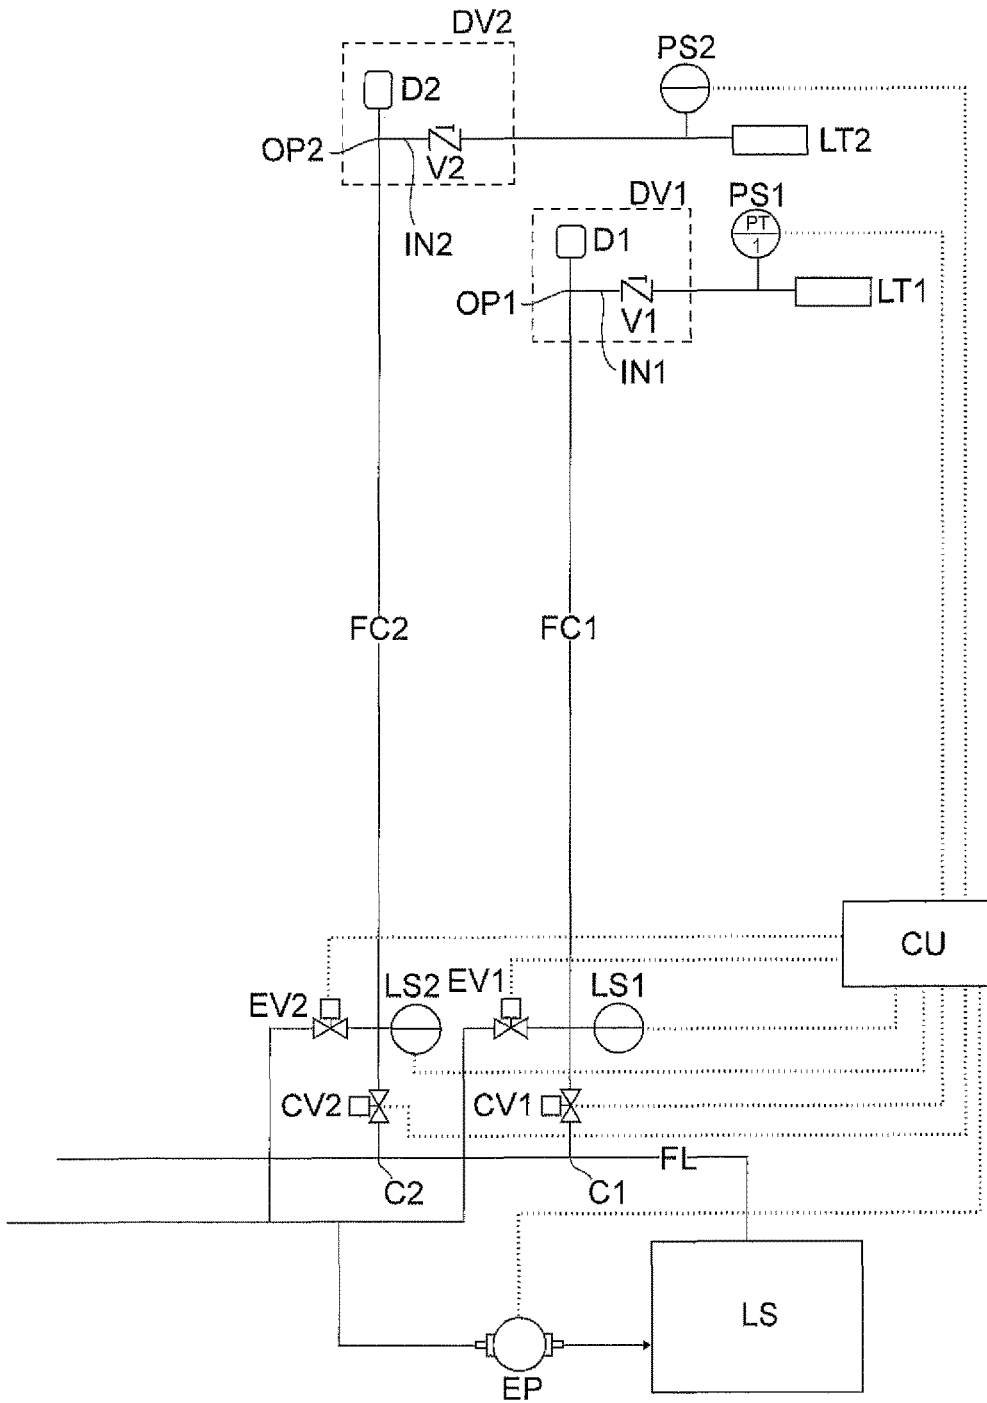 DV2
PS2
D2
OP2
V2
LT2
IN2
DV1
PS1
PT
1
D1
OP1
V1
LT1
IN1
FC2
FC1
CU
EV2
LS2
EV1
LS1
CV2
CV1
FL
C2
C1
LS
EP